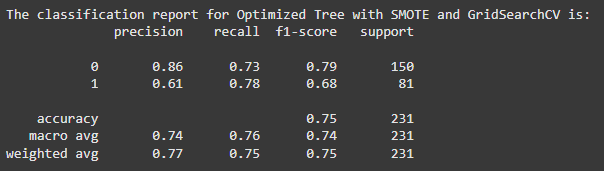 The classification report for Optimized Tree with SMOTE and GridSearchCV is:
precision recall f1-score support
0 0.86 0.73 0.79 150
1 0.61 0.78 0.68 81
accuracy 0.75 231
macro avg 0.74 0.76 0.74 231
weighted avg 0.77 0.75 0.75 231